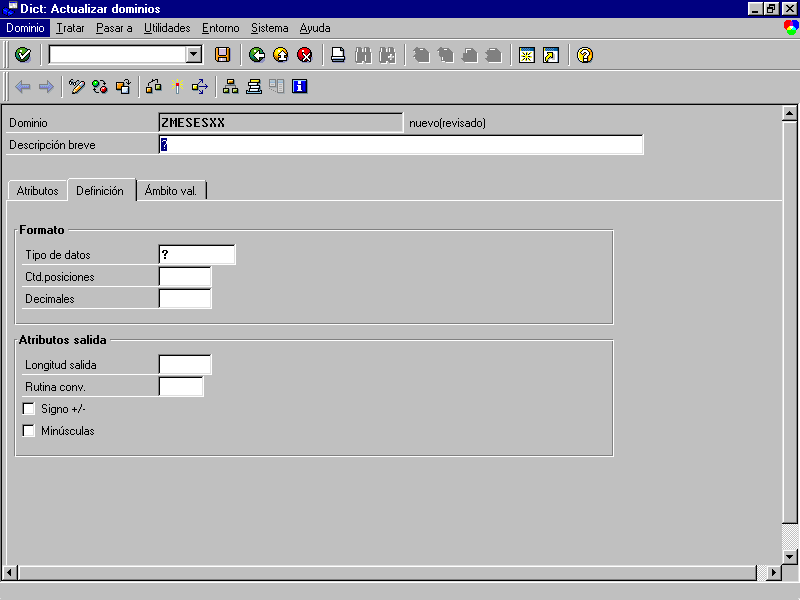 Dict: Actualizar dominios
Dominio Tratar Pasar a Utilidades Entorno Sistema Ayuda
Dominio ZMESESXX nuevo(revisado)
Descripción breve ?
Atributos Definición Ámbito val.
Formato
Tipo de datos ?
Ctd.posiciones
Decimales
Atributos salida
Longitud salida
Rutina conv.
Signo +/-
Minúsculas